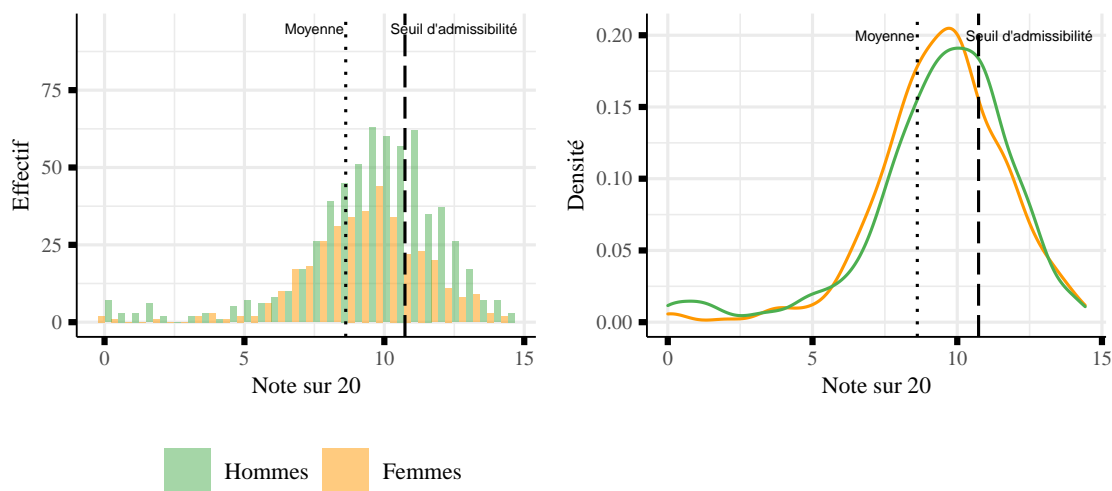 Moyenne
Seuil d'admissibilité
75
50
25
0
Effectif
0
5
10
15
Note sur 20
Moyenne
Seuil d'admissibilité
0.20
0.15
0.10
0.05
0.00
Densité
0
5
10
15
Note sur 20
Hommes
Femmes